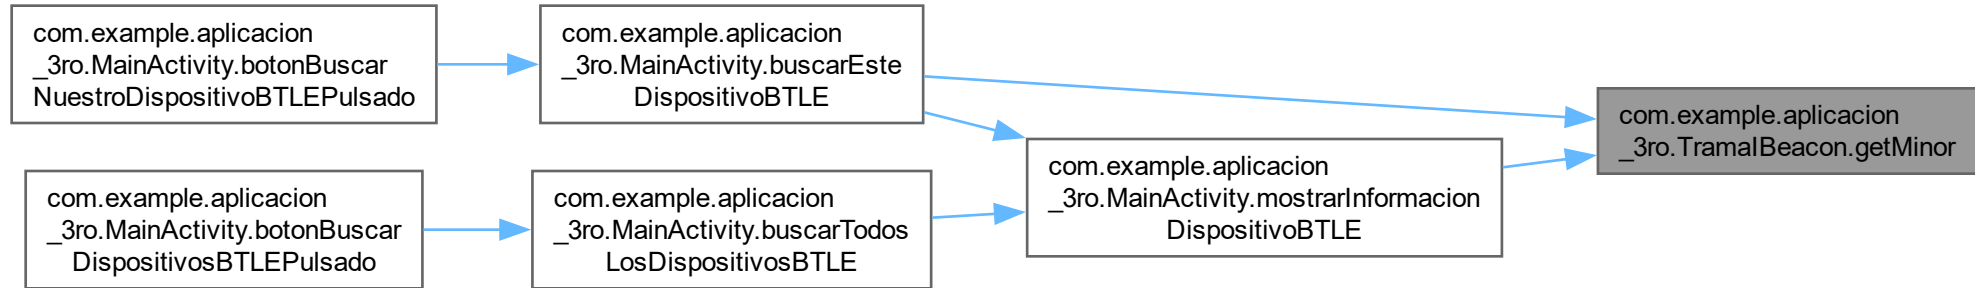 com.example.aplicacion
_3ro.MainActivity.botonBuscar
NuestroDispositivoBTLEPulsado
com.example.aplicacion
_3ro.MainActivity.buscarEste
DispositivoBTLE
com.example.aplicacion
_3ro.TramaIBeacon.getMinor
com.example.aplicacion
_3ro.MainActivity.mostrarInformacion
DispositivoBTLE
com.example.aplicacion
_3ro.MainActivity.botonBuscar
DispositivosBTLEPulsado
com.example.aplicacion
_3ro.MainActivity.buscarTodos
LosDispositivosBTLE